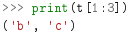 >>> print(t[1:3])
('b', 'c')